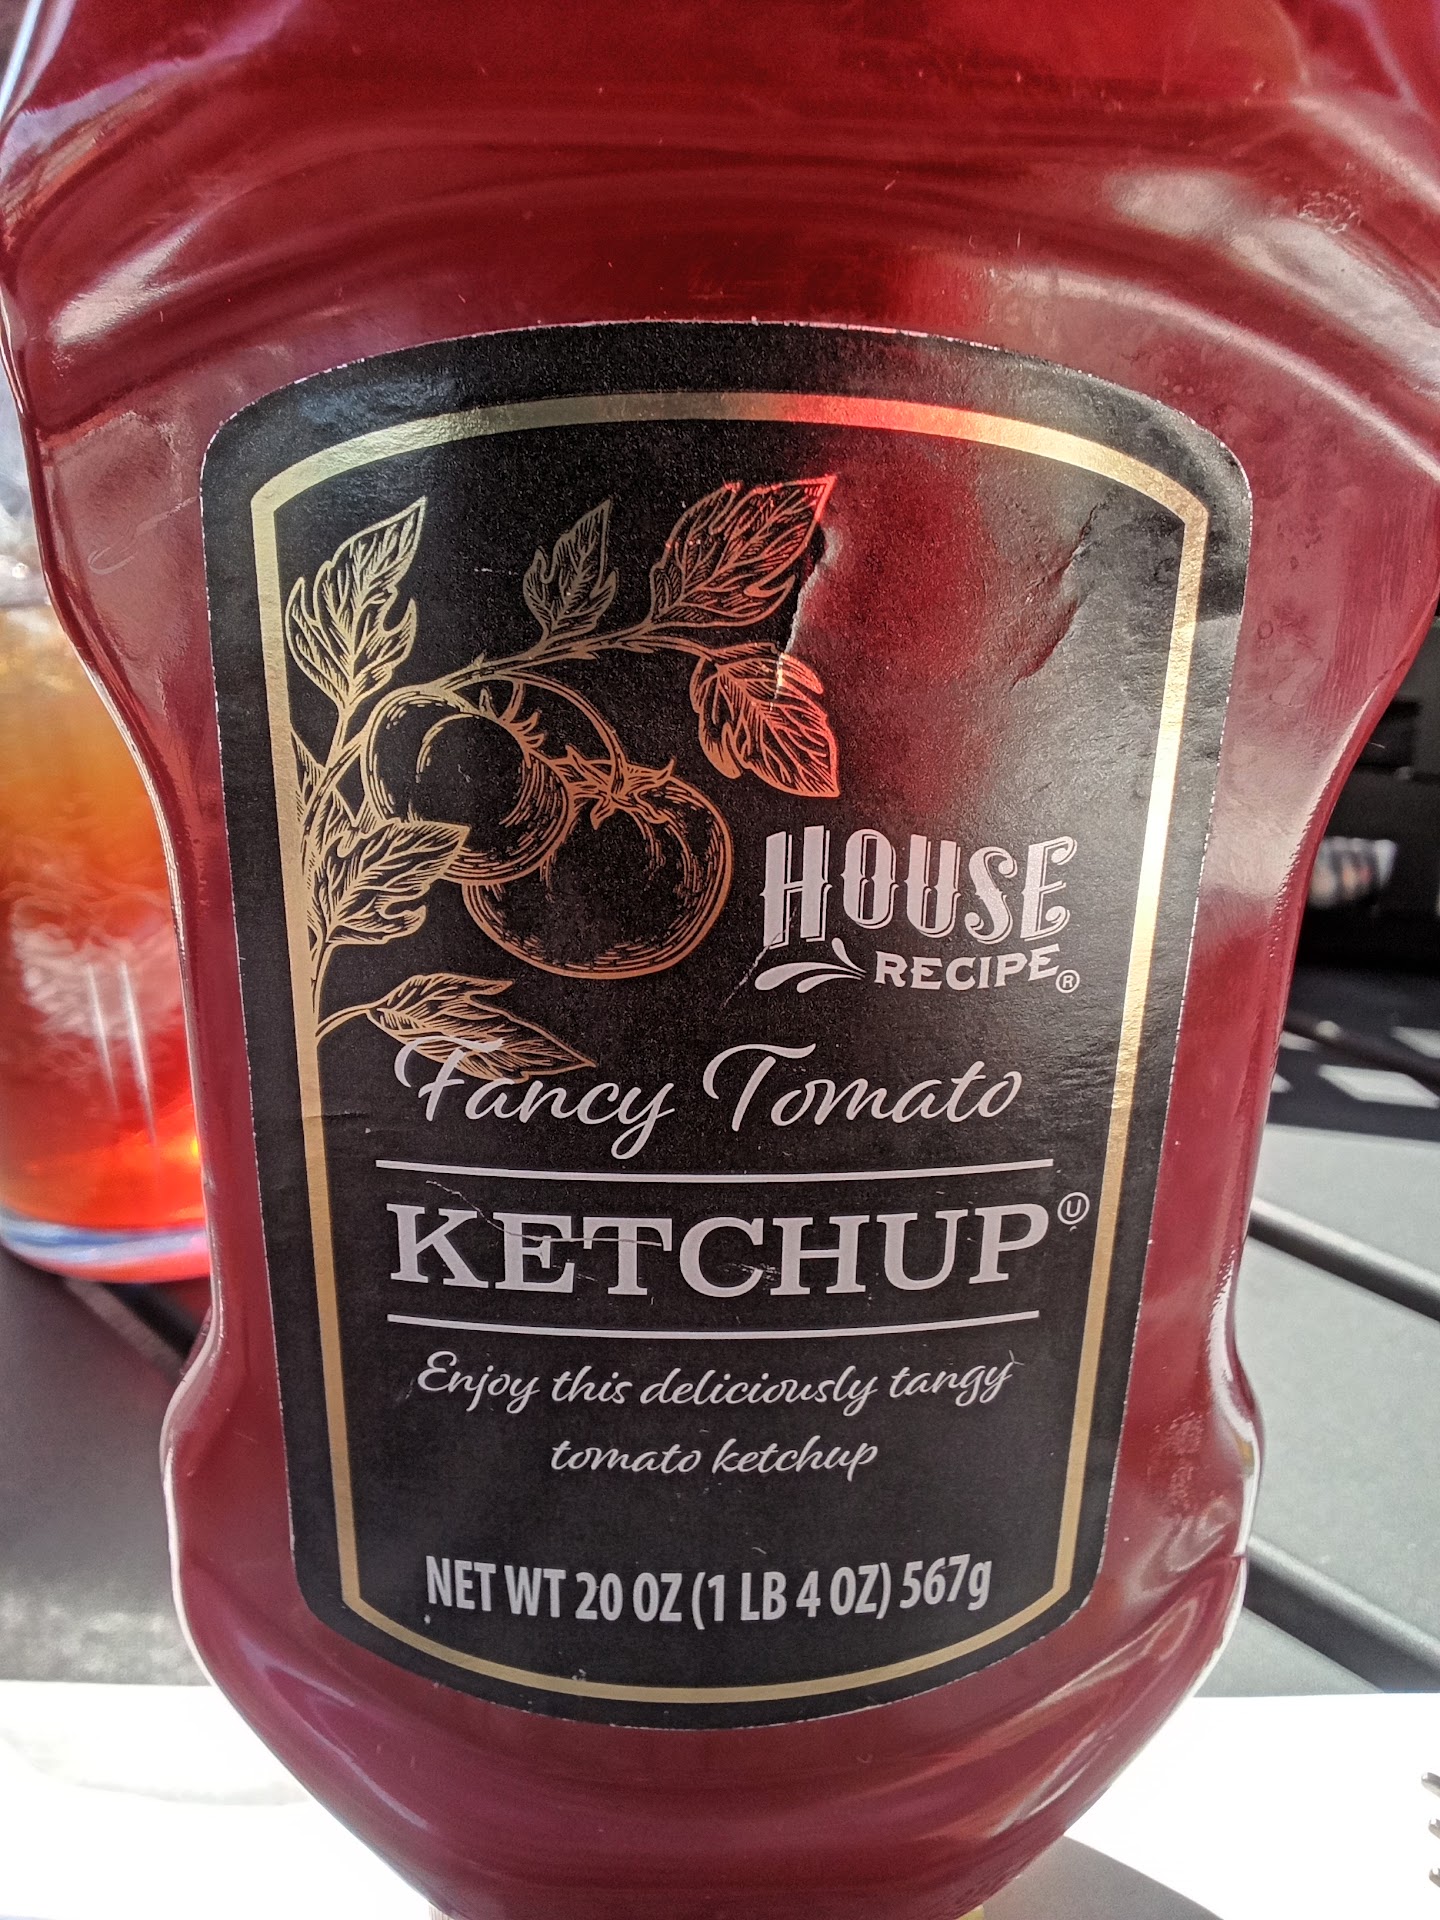 HOUSE
RECIPE®
Fancy Tomato
KETCHUP Ⓤ
Enjoy this deliciously tangy
tomato ketchup
NET WT 20 OZ (1 LB 4 OZ) 567g